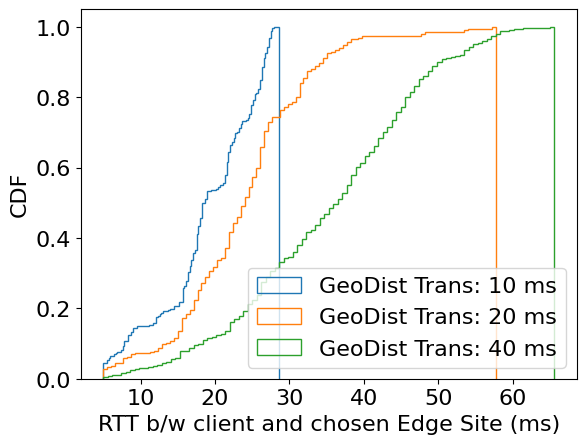 1.0
0.8
0.6
0.4
0.2
0.0
CDF
GeoDist Trans: 10 ms
GeoDist Trans: 20 ms
GeoDist Trans: 40 ms
10 20 30 40 50 60
RTT b/w client and chosen Edge Site (ms)